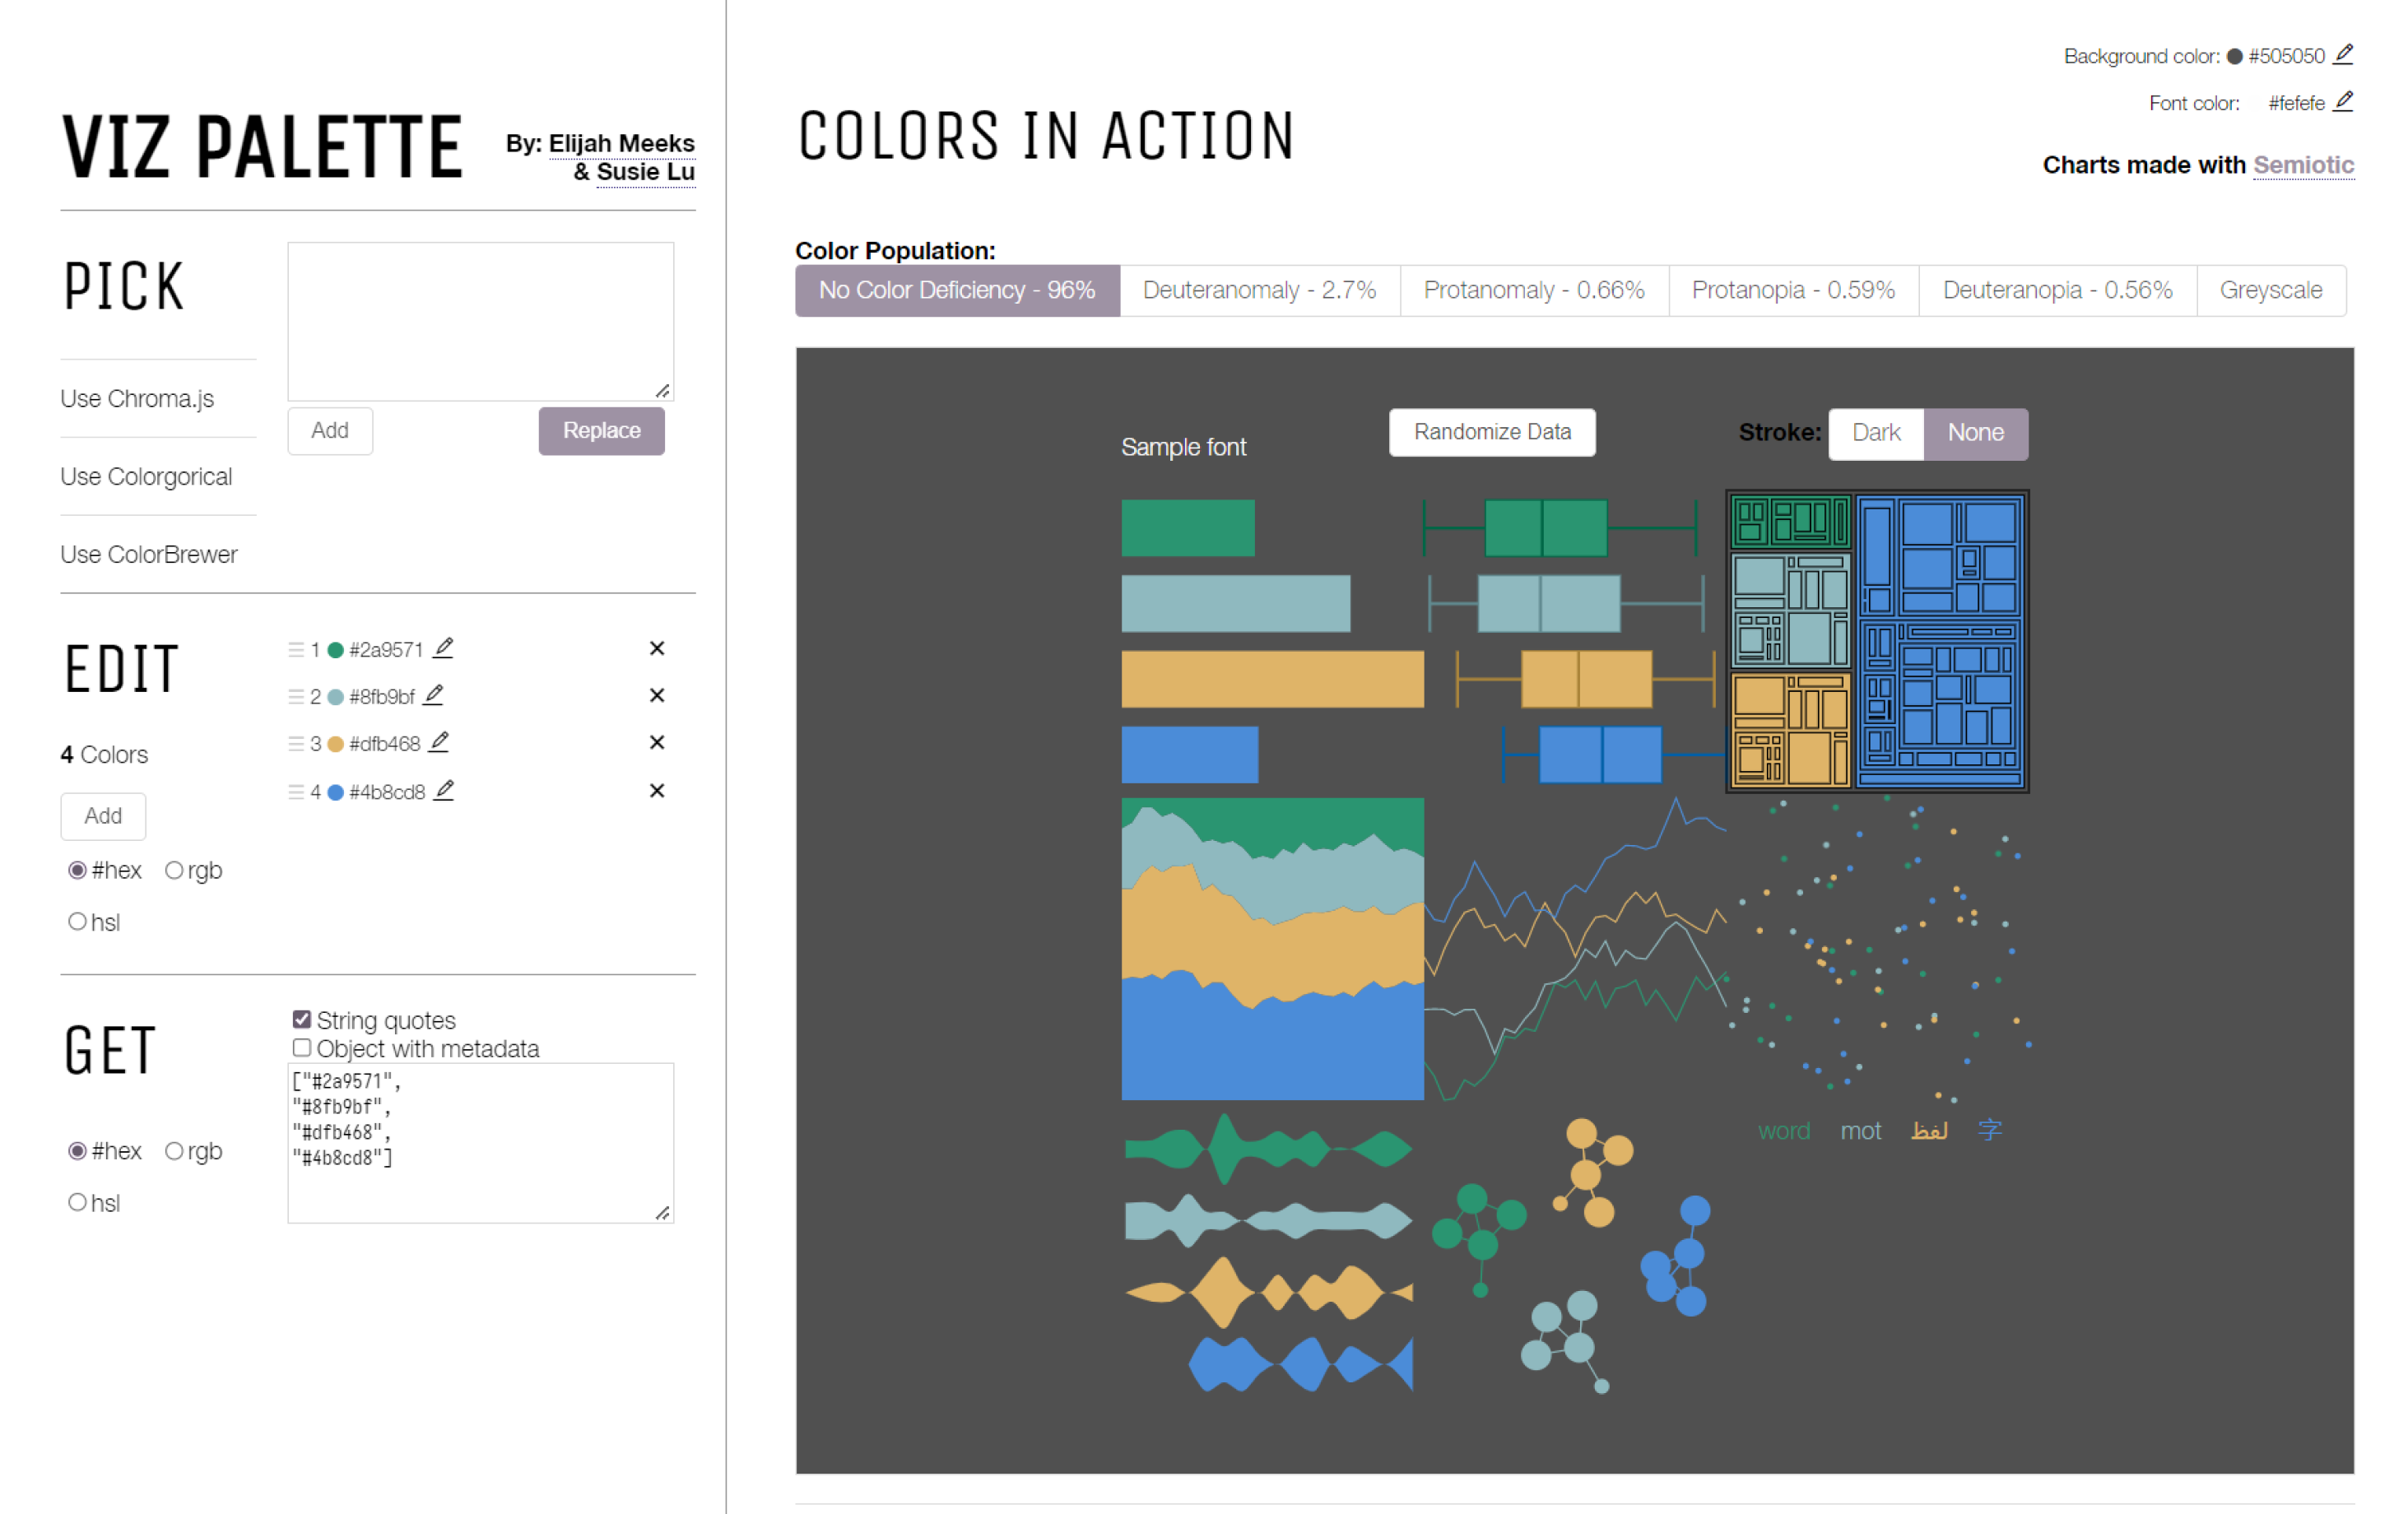 VIZ PALETTE
By: Elijah Meeks
& Susie Lu
PICK
Use Chroma.js
Use Colorgorical
Use ColorBrewer
Add
Replace
EDIT
4 Colors
Add
#hex
rgb
hsl
1 #2a9571
2 #8fb9bf
3 #dfb468
4 #4b8cd8
GET
#hex
rgb
hsl
String quotes
Object with metadata
["#2a9571",
"#8fb9bf",
"#dfb468",
"#4b8cd8"]
COLORS IN ACTION
Background color: #505050
Font color: #fefefe
Charts made with Semiotic
Color Population:
No Color Deficiency - 96%
Deuteranomaly - 2.7%
Protanomaly - 0.66%
Protanopia - 0.59%
Deuteranopia - 0.56%
Greyscale
Sample font
Randomize Data
Stroke: Dark None
word mot لفظ 字